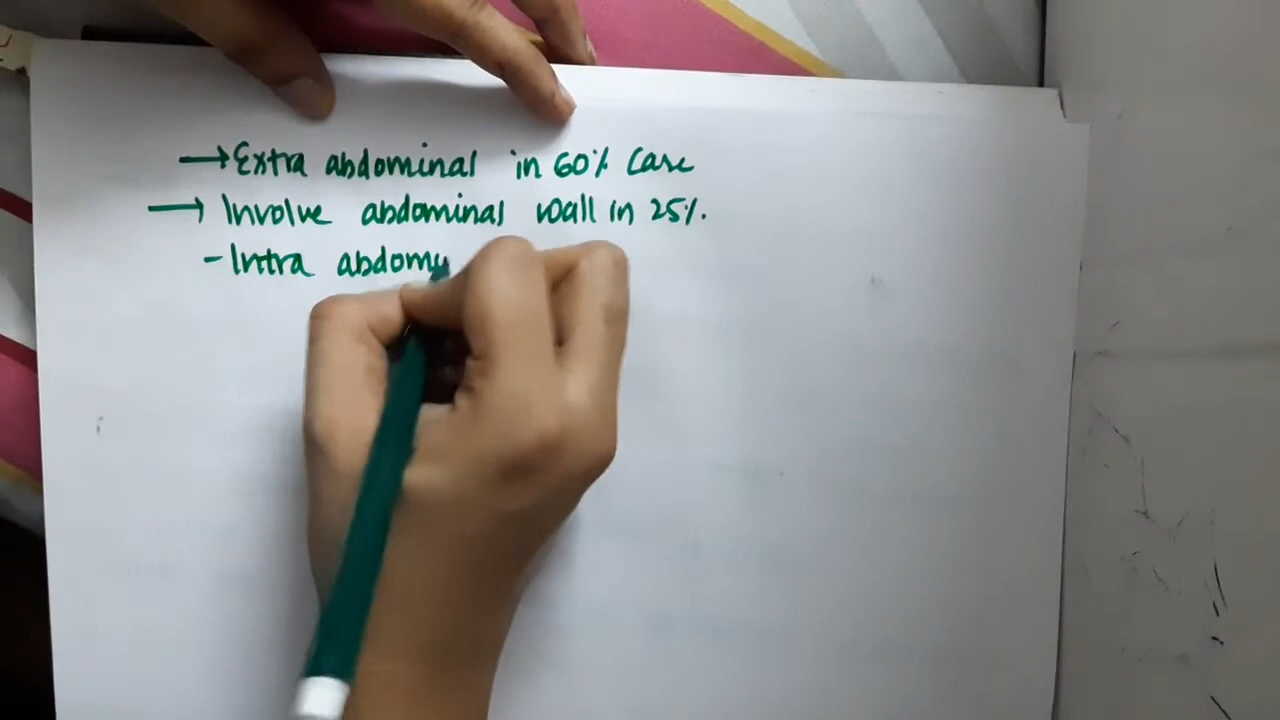 →Extra abdominal in 60% Case
→ Involve abdominal wall in 25%.
- Intra